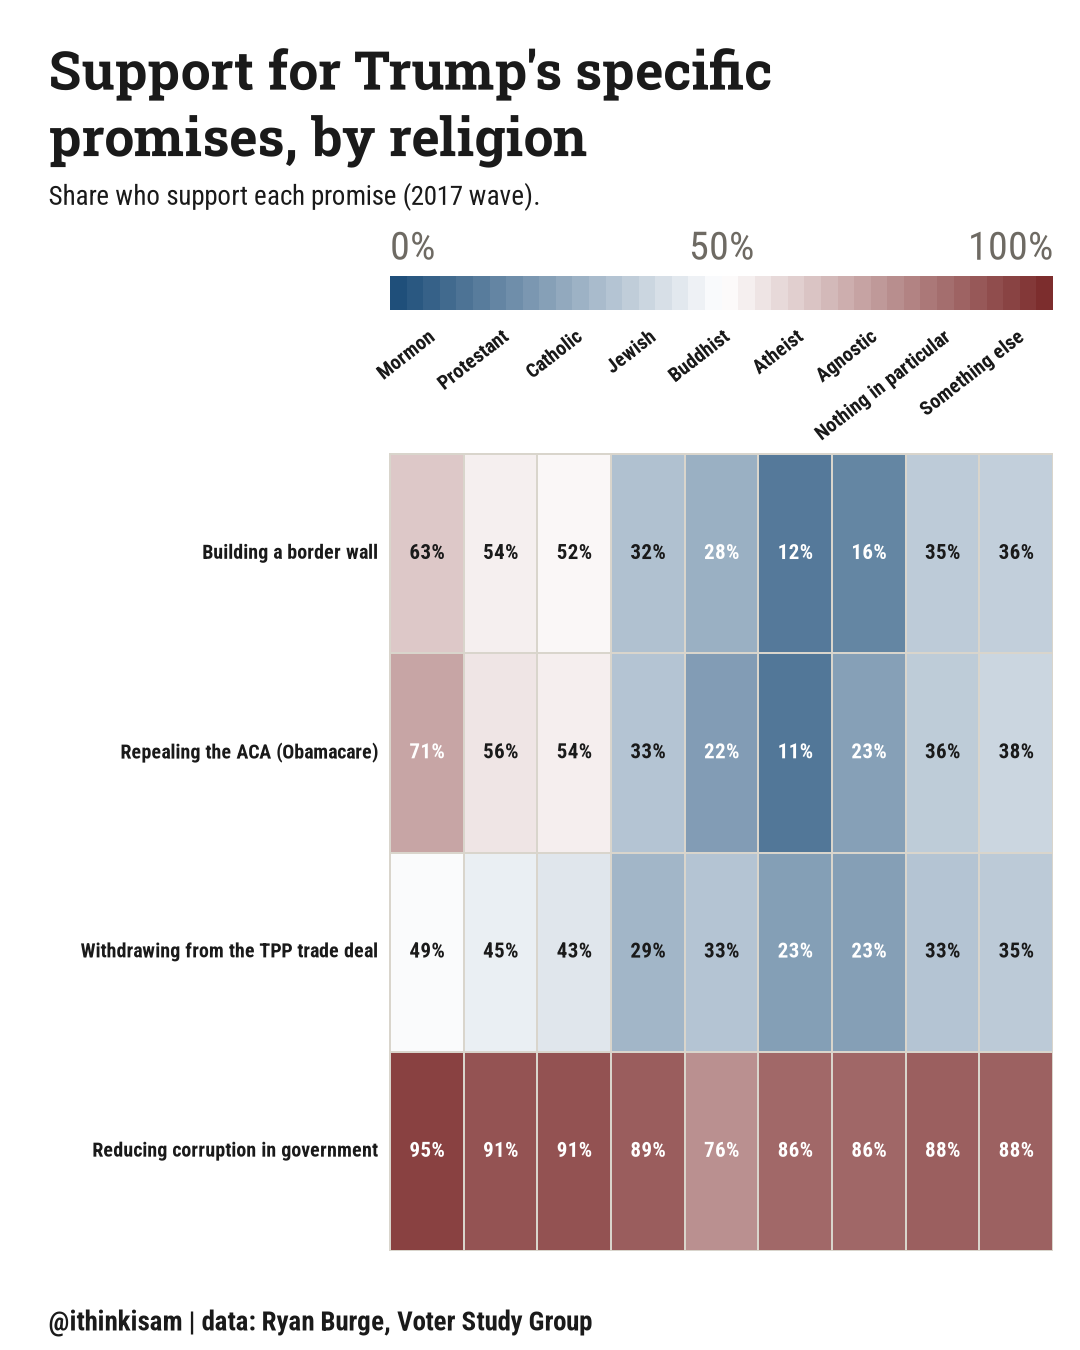 Support for Trump's specific
promises, by religion
Share who support each promise (2017 wave).
0% 50% 100%
Mormon Protestant Catholic Jewish Buddhist Atheist Agnostic Nothing in particular Something else
Building a border wall 63% 54% 52% 32% 28% 12% 16% 35% 36%
Repealing the ACA (Obamacare) 71% 56% 54% 33% 22% 11% 23% 36% 38%
Withdrawing from the TPP trade deal 49% 45% 43% 29% 33% 23% 23% 33% 35%
Reducing corruption in government 95% 91% 91% 89% 76% 86% 86% 88% 88%
@ithinkisam | data: Ryan Burge, Voter Study Group